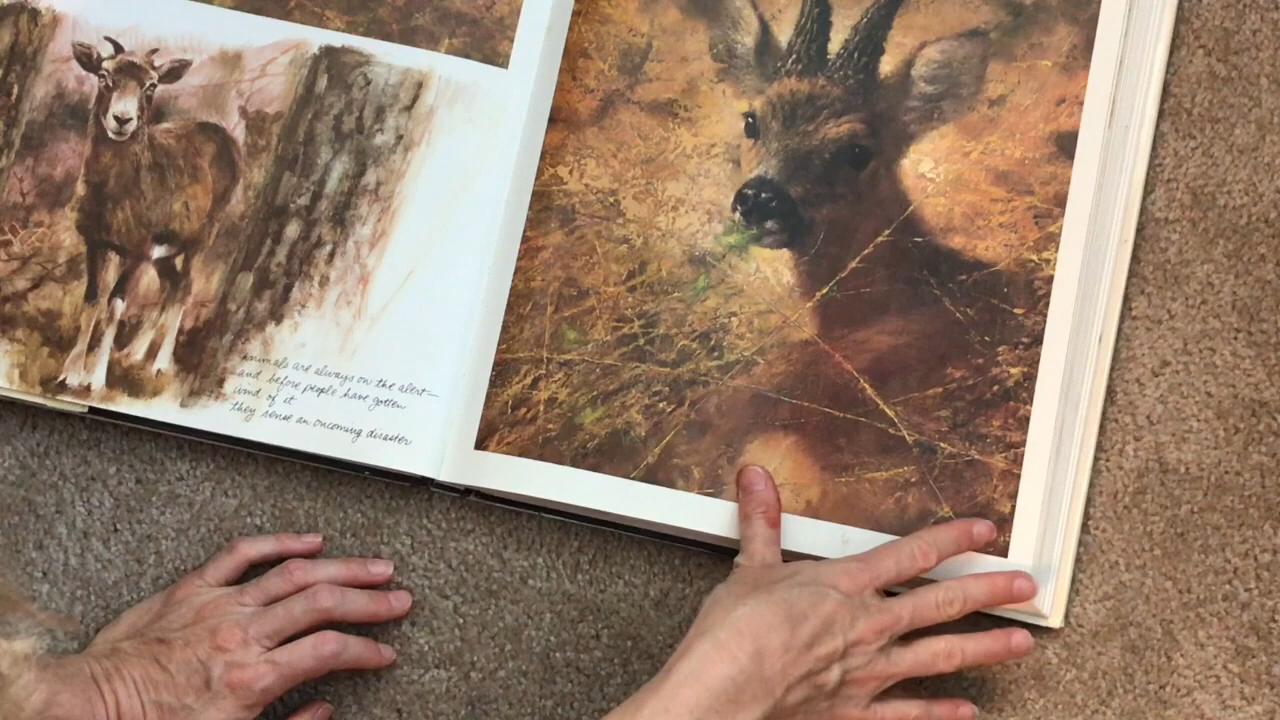 Animals are always on the alert—
and before people have gotten
wind of it
they sense an oncoming disaster